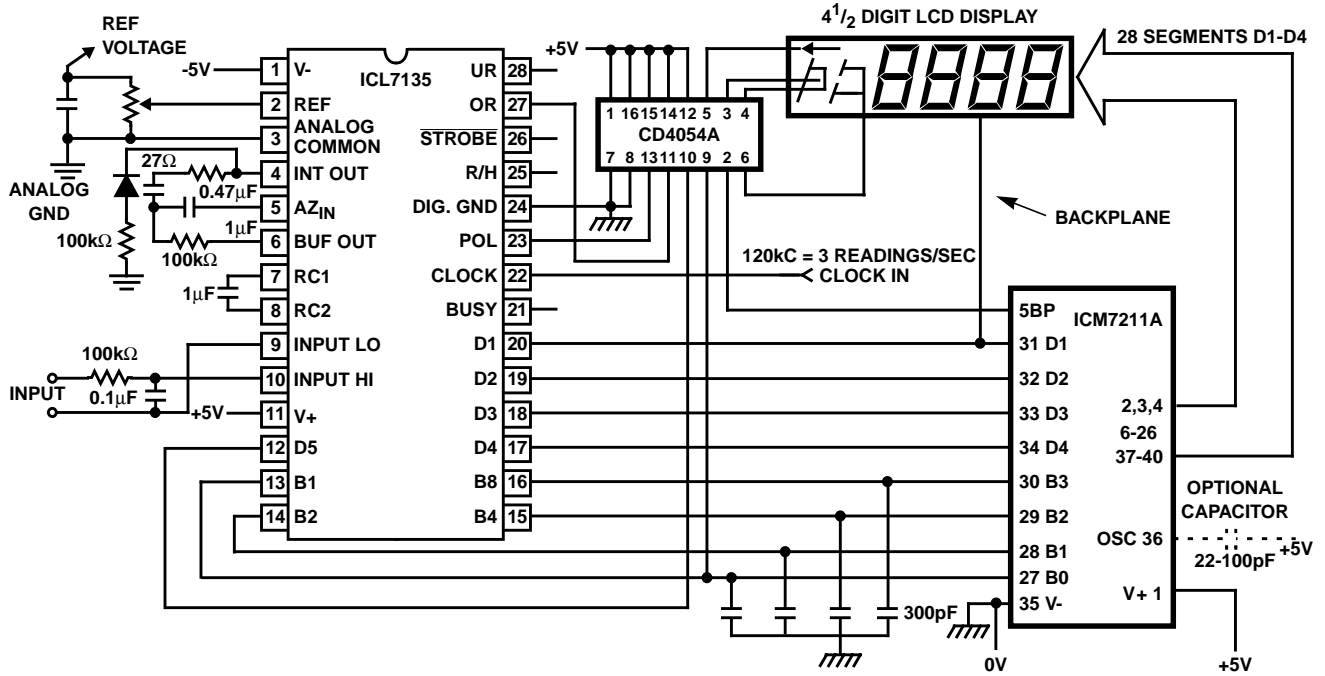 REF
VOLTAGE
-5V
ANALOG
GND
27Ω
0.47µF
1µF
100kΩ
100kΩ
1µF
100kΩ
INPUT
0.1µF
+5V
ICL7135
1 V-
2 REF
3 ANALOG
COMMON
4 INT OUT
5 AZIN
6 BUF OUT
7 RC1
8 RC2
9 INPUT LO
10 INPUT HI
11 V+
12 D5
13 B1
14 B2
UR 28
OR 27
STROBE 26
R/H 25
DIG. GND 24
POL 23
CLOCK 22
BUSY 21
D1 20
D2 19
D3 18
D4 17
B8 16
B4 15
+5V
1 16 15 14 12 5 3 4
CD4054A
7 8 13 11 10 9 2 6
4 1/2 DIGIT LCD DISPLAY
8888
28 SEGMENTS D1-D4
BACKPLANE
120kC = 3 READINGS/SEC
CLOCK IN
ICM7211A
5BP
31 D1
32 D2
33 D3
34 D4
30 B3
29 B2
28 B1
27 B0
35 V-
2,3,4
6-26
37-40
OSC 36
V+ 1
OPTIONAL
CAPACITOR
22-100pF
+5V
300pF
0V
+5V